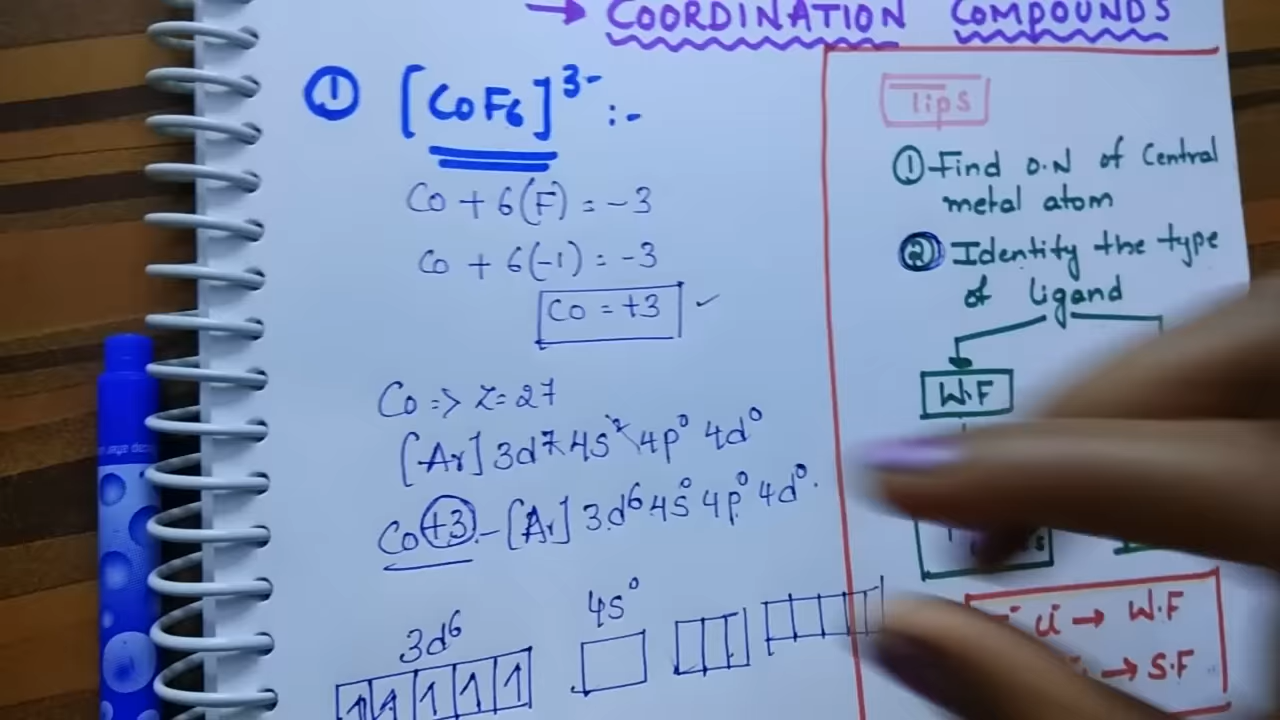 → COORDINATION COMPOUNDS
① [CoF6]³⁻ :-
Co + 6(F) = -3
Co + 6(-1) = -3
Co = +3 ✓
Co => Z=27
[Ar] 3d⁷ 4s² 4p⁰ 4d⁰
Co+3 - [Ar] 3d⁶ 4s⁰ 4p⁰ 4d⁰.
3d⁶ 4s⁰
Tips
① Find O.N of Central
metal atom
② Identify the type
of ligand
W.F
→ W.F
→ S.F